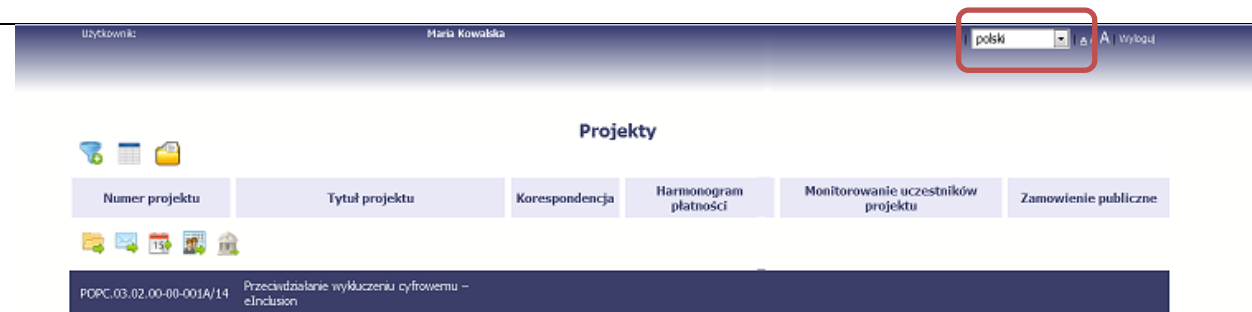 Użytkownik: Maria Kowalska | polski | A A A | Wyloguj
Projekty
Numer projektu Tytuł projektu Korespondencja Harmonogram płatności Monitorowanie uczestników projektu Zamowienie publiczne
15
POPC.03.02.00-00-001A/14 Przeciwdziałanie wykluczeniu cyfrowemu –
eInclusion